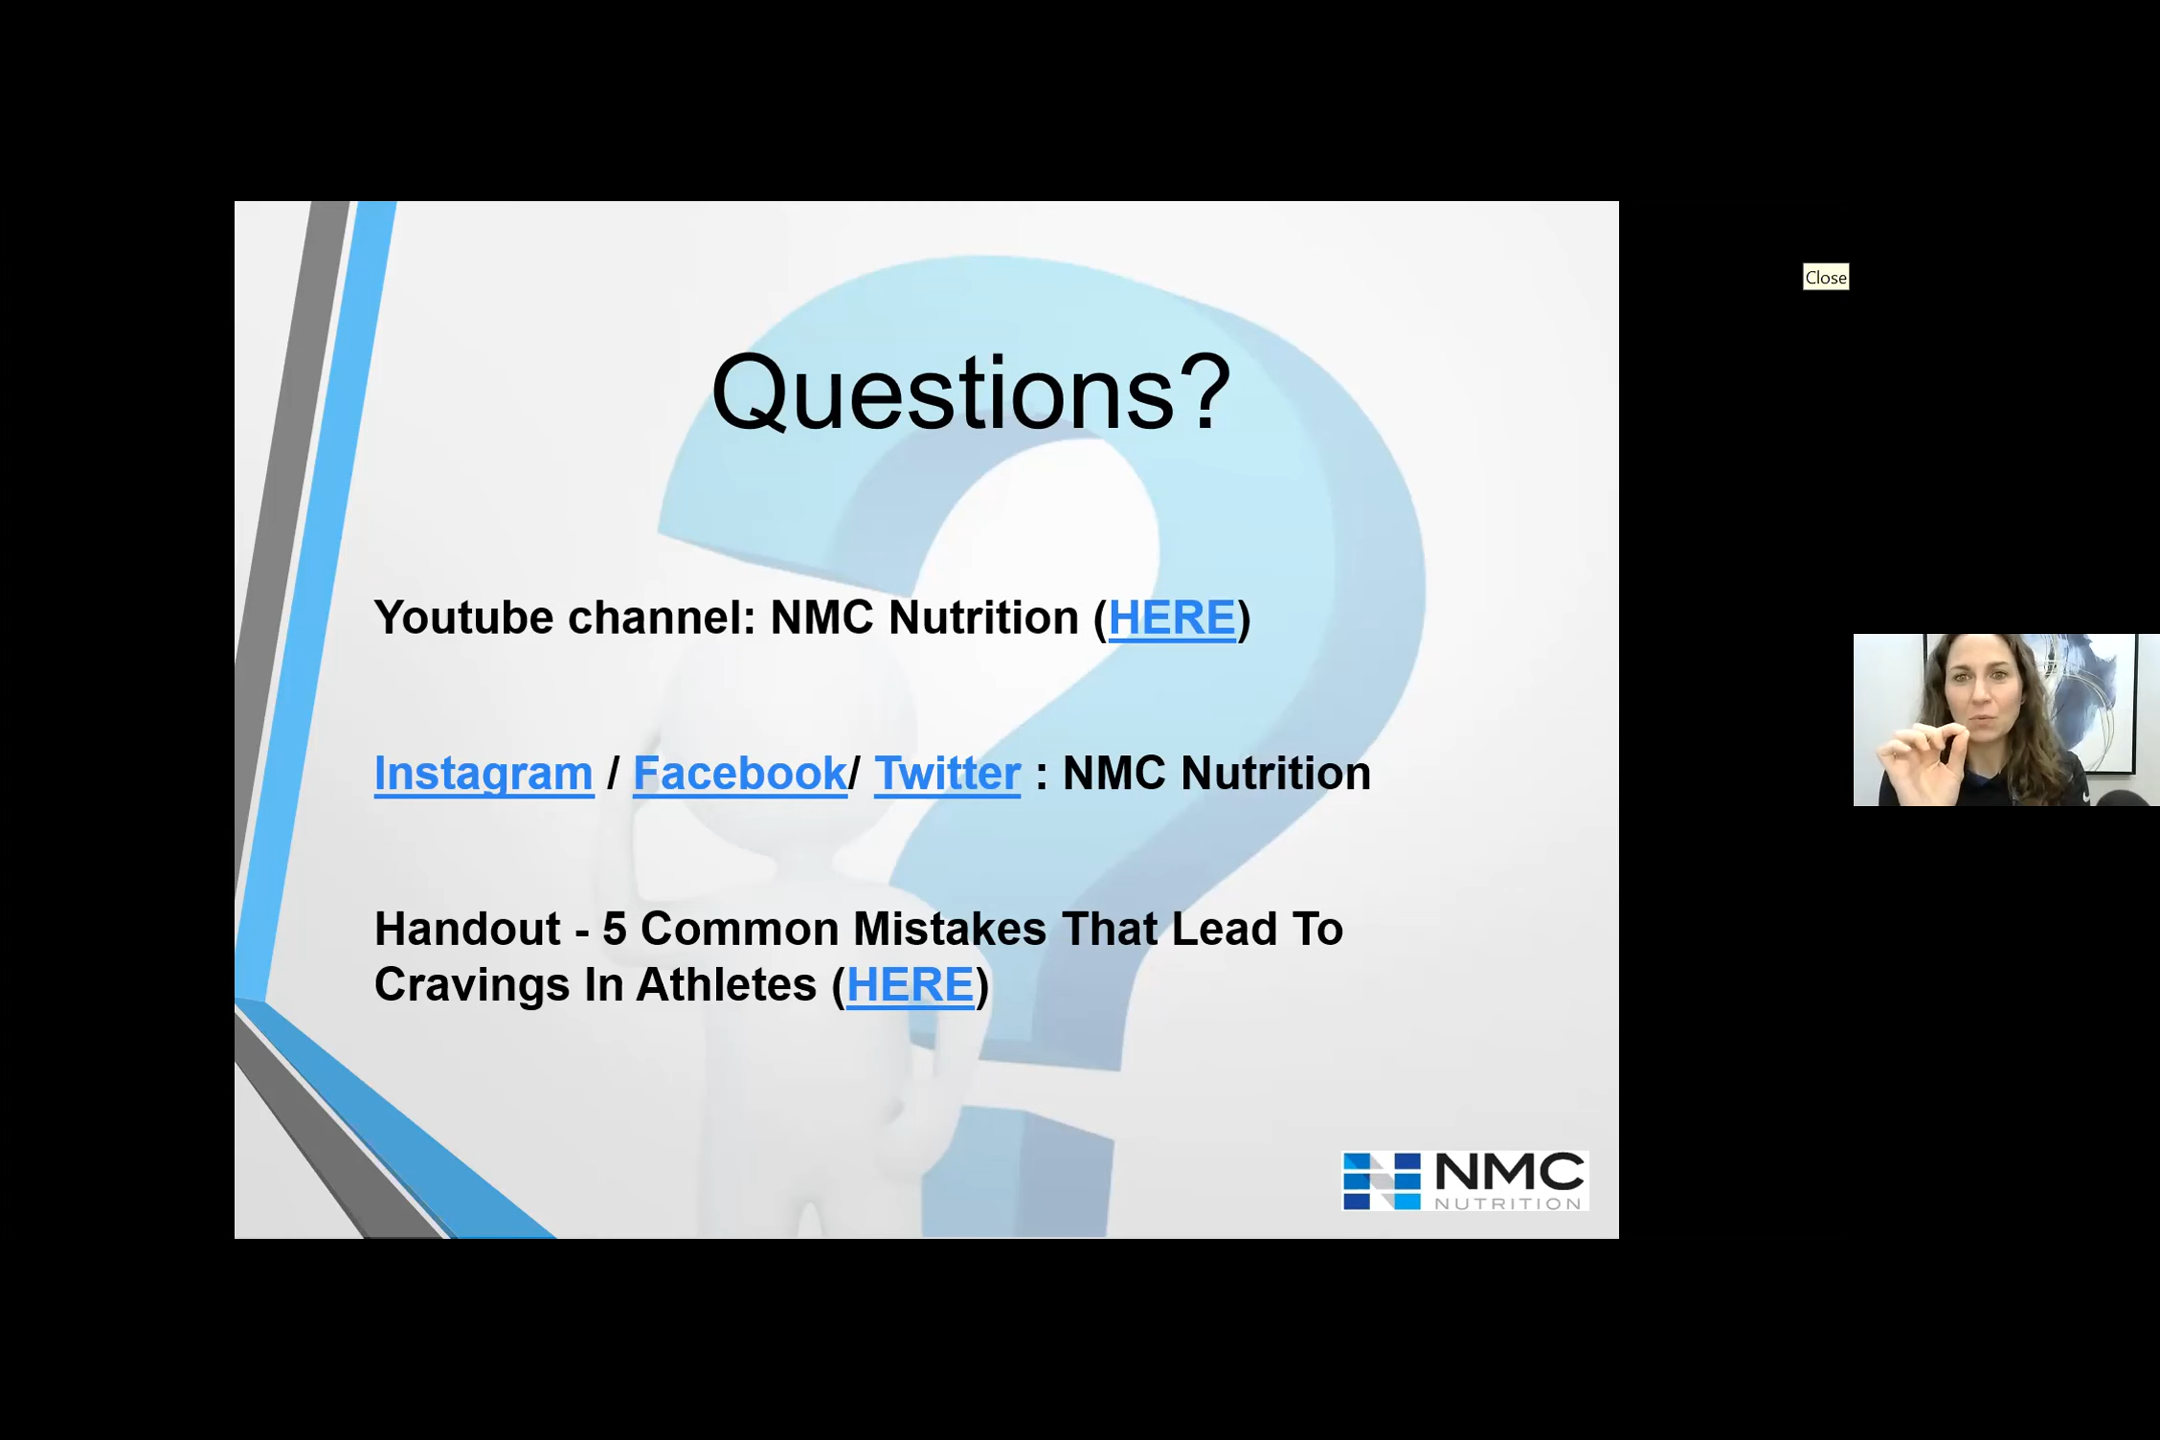 Close
Questions?
Youtube channel: NMC Nutrition (HERE)
Instagram / Facebook/ Twitter : NMC Nutrition
Handout - 5 Common Mistakes That Lead To
Cravings In Athletes (HERE)
NMC
NUTRITION